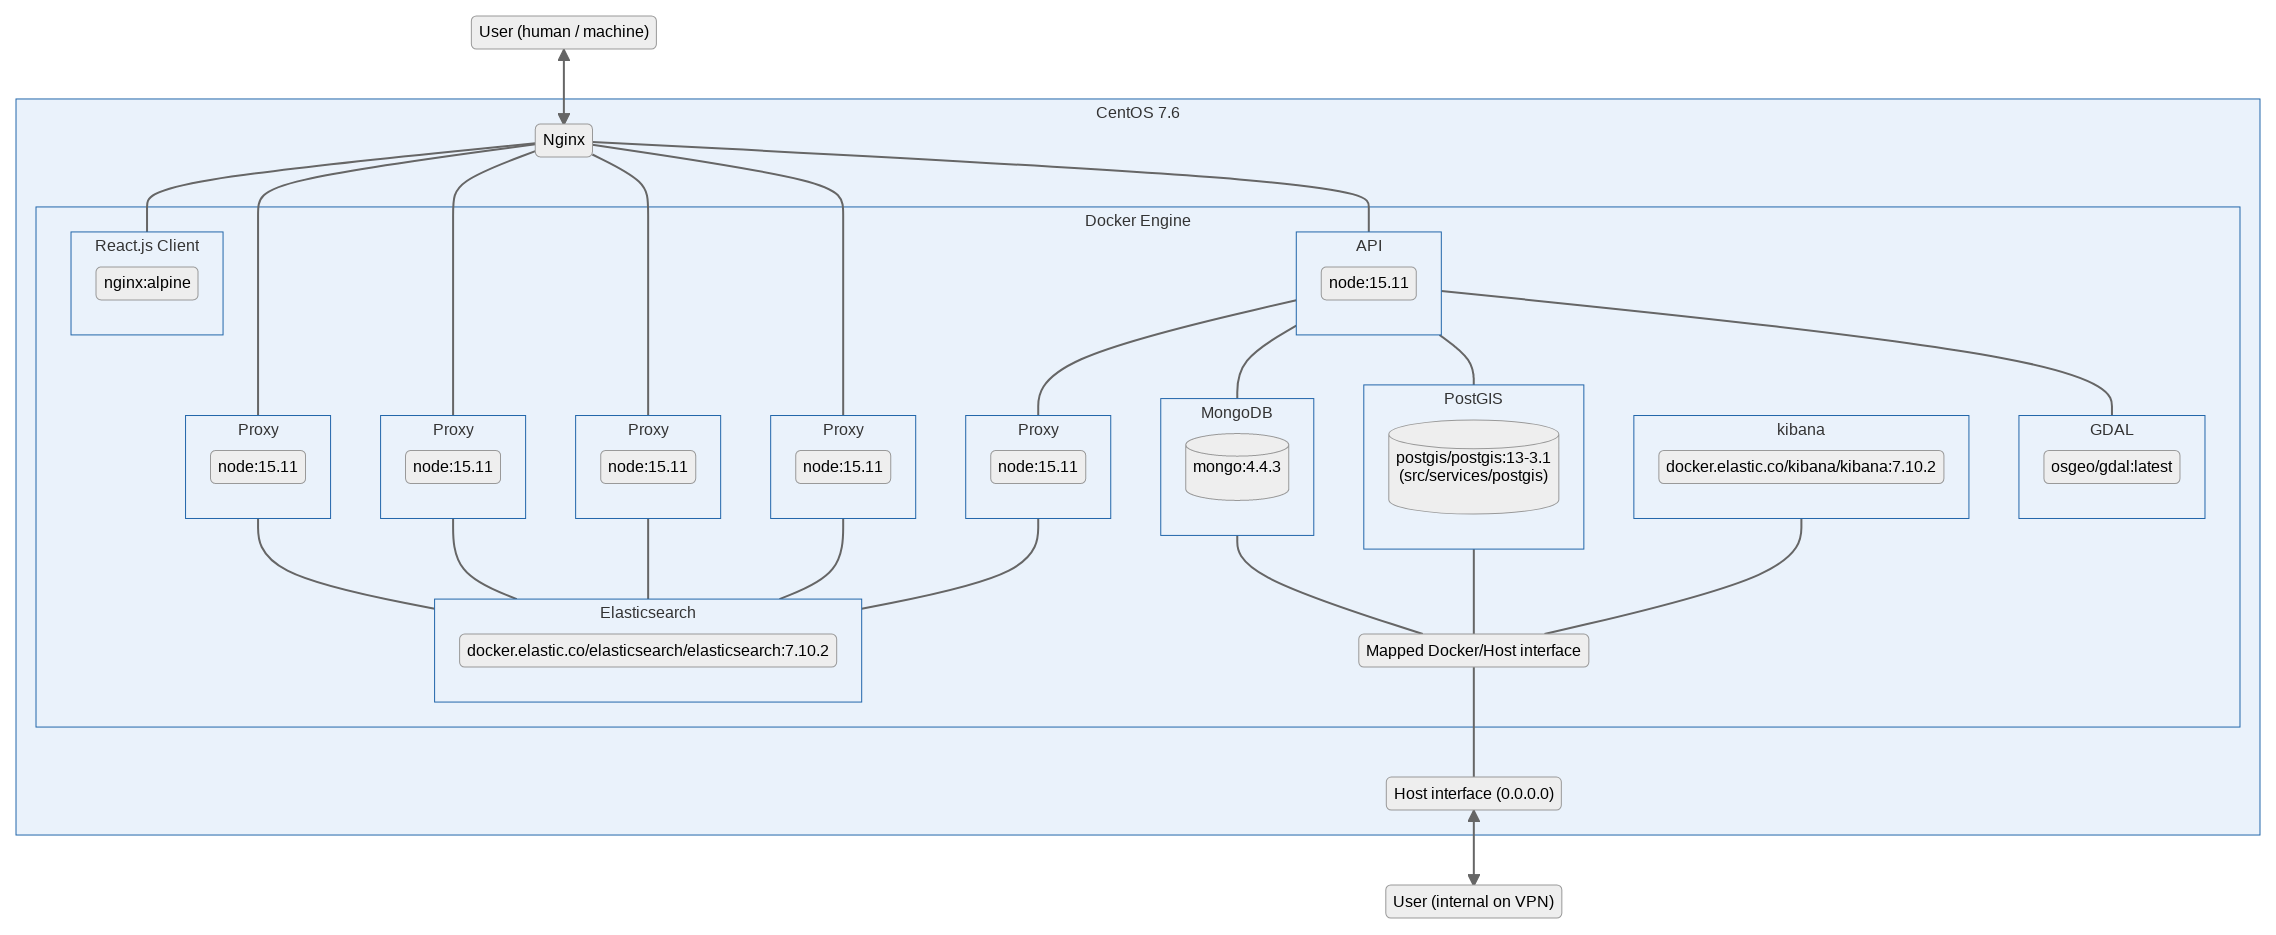 User (human / machine)
CentOS 7.6
Nginx
Docker Engine
React.js Client
nginx:alpine
API
node:15.11
Proxy
node:15.11
Proxy
node:15.11
Proxy
node:15.11
Proxy
node:15.11
Proxy
node:15.11
MongoDB
mongo:4.4.3
PostGIS
postgis/postgis:13-3.1
(src/services/postgis)
kibana
docker.elastic.co/kibana/kibana:7.10.2
GDAL
osgeo/gdal:latest
Elasticsearch
docker.elastic.co/elasticsearch/elasticsearch:7.10.2
Mapped Docker/Host interface
Host interface (0.0.0.0)
User (internal on VPN)